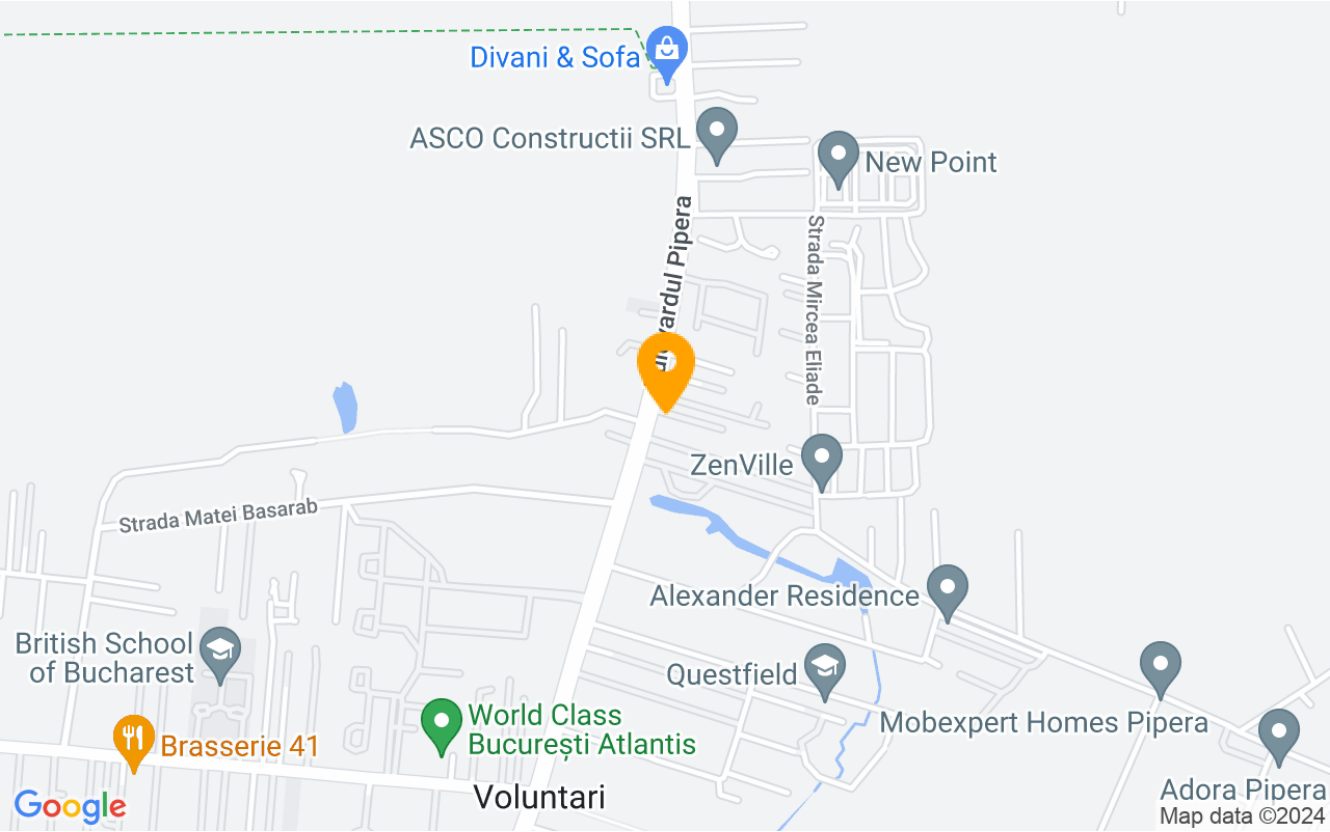 Divani & Sofa
ASCO Constructii SRL
New Point
Pipera
Strada Mircea Eliade
ZenVille
Strada Matei Basarab
Alexander Residence
British School
of Bucharest
Questfield
World Class
București Atlantis
Mobexpert Homes Pipera
Brasserie 41
Voluntari
Adora Pipera
Google
Map data ©2024